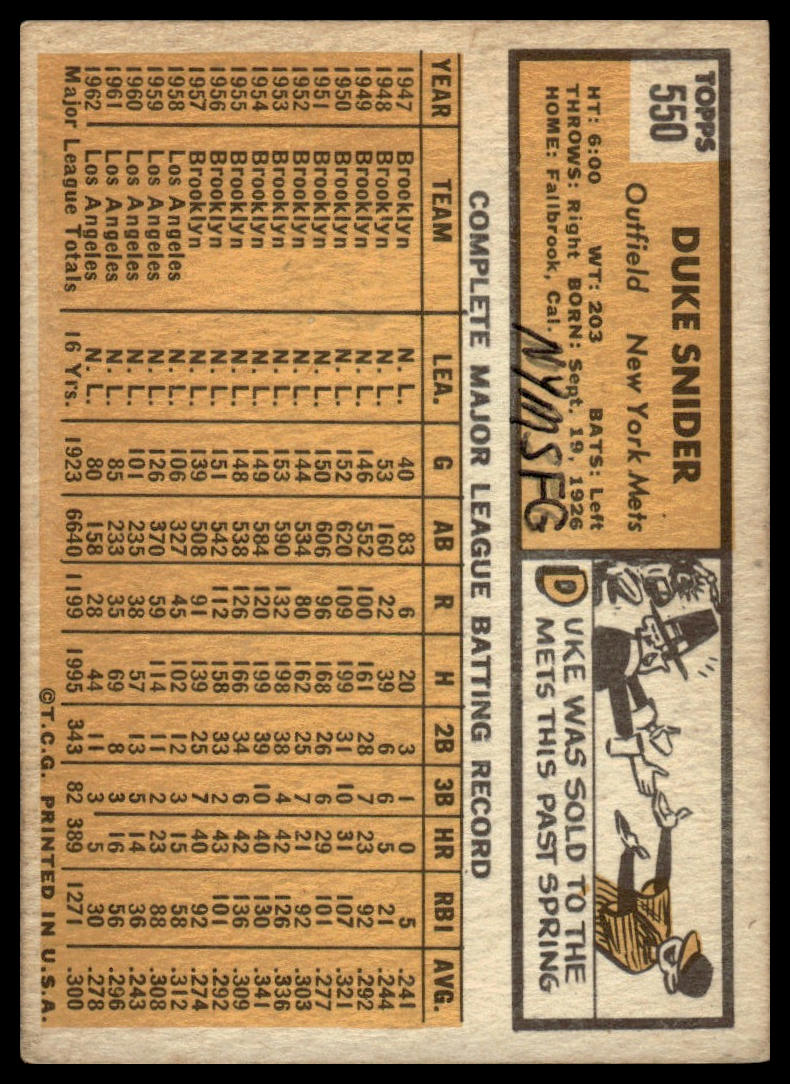 TOPPS
550
DUKE SNIDER
Outfield New York Mets
HT: 6:00 WT: 203 BATS: Left
THROWS: Right BORN: Sept. 19, 1926
HOME: Fallbrook, Cal.
NYMSFG
DUKE WAS SOLD TO THE
METS THIS PAST SPRING
COMPLETE MAJOR LEAGUE BATTING RECORD
YEAR TEAM LEA. G AB R H 2B 3B HR RBI AVG.
1947 Brooklyn N. L. 40 83 6 20 3 1 0 5 .241
1948 Brooklyn N. L. 53 160 22 39 6 6 5 21 .244
1949 Brooklyn N. L. 146 552 100 161 28 7 23 92 .292
1950 Brooklyn N. L. 152 620 109 199 31 10 31 107 .321
1951 Brooklyn N. L. 150 606 96 168 26 6 29 101 .277
1952 Brooklyn N. L. 144 534 80 162 25 7 21 92 .303
1953 Brooklyn N. L. 153 590 132 198 38 4 42 126 .336
1954 Brooklyn N. L. 149 584 120 199 39 10 40 130 .341
1955 Brooklyn N. L. 148 538 126 166 34 6 42 136 .309
1956 Brooklyn N. L. 151 542 112 158 33 2 43 101 .292
1957 Brooklyn N. L. 139 508 91 139 25 7 40 92 .274
1958 Los Angeles N. L. 106 327 45 102 12 3 15 58 .312
1959 Los Angeles N. L. 126 370 59 114 11 2 23 88 .308
1960 Los Angeles N. L. 101 235 38 57 13 5 14 36 .243
1961 Los Angeles N. L. 85 233 35 69 8 3 16 56 .296
1962 Los Angeles N. L. 80 158 28 44 11 3 5 30 .278
Major League Totals 16 Yrs. 1923 6640 1199 1995 343 82 389 1271 .300
©T.C.G. PRINTED IN U.S.A.